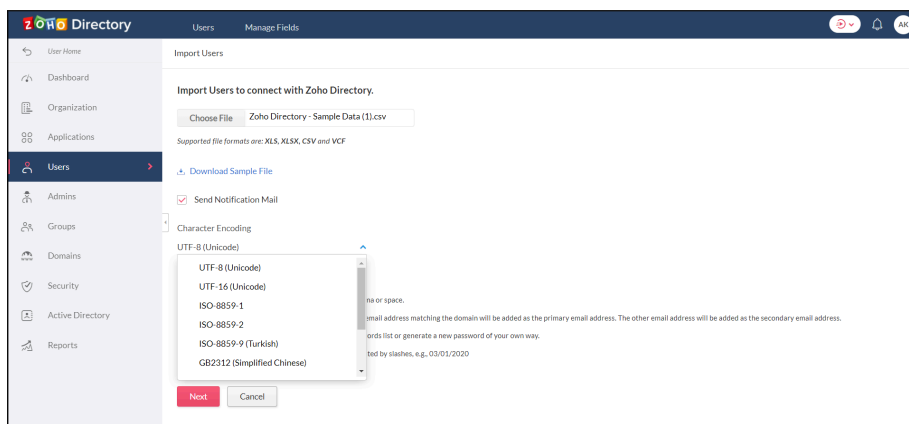 ZOHO Directory
Users
Manage Fields
AK
User Home
Import Users
Dashboard
Organization
Applications
Users
Admins
Groups
Domains
Security
Active Directory
Reports
Import Users to connect with Zoho Directory.
Choose File
Zoho Directory - Sample Data (1).csv
Supported file formats are: XLS, XLSX, CSV and VCF
Download Sample File
Send Notification Mail
Character Encoding
UTF-8 (Unicode)
UTF-8 (Unicode)
UTF-16 (Unicode)
ISO-8859-1
ISO-8859-2
ISO-8859-9 (Turkish)
GB2312 (Simplified Chinese)
or space.
email address matching the domain will be added as the primary email address. The other email address will be added as the secondary email address.
list or generate a new password of your own way.
by slashes, e.g., 03/01/2020
Next
Cancel